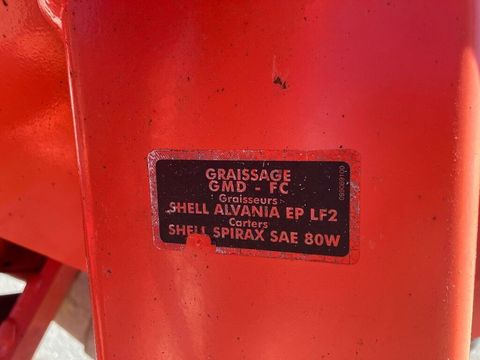 GRAISSAGE
GMD - FC
Graisseurs
SHELL ALVANIA EP LF2
Carters
SHELL SPIRAX SAE 80W